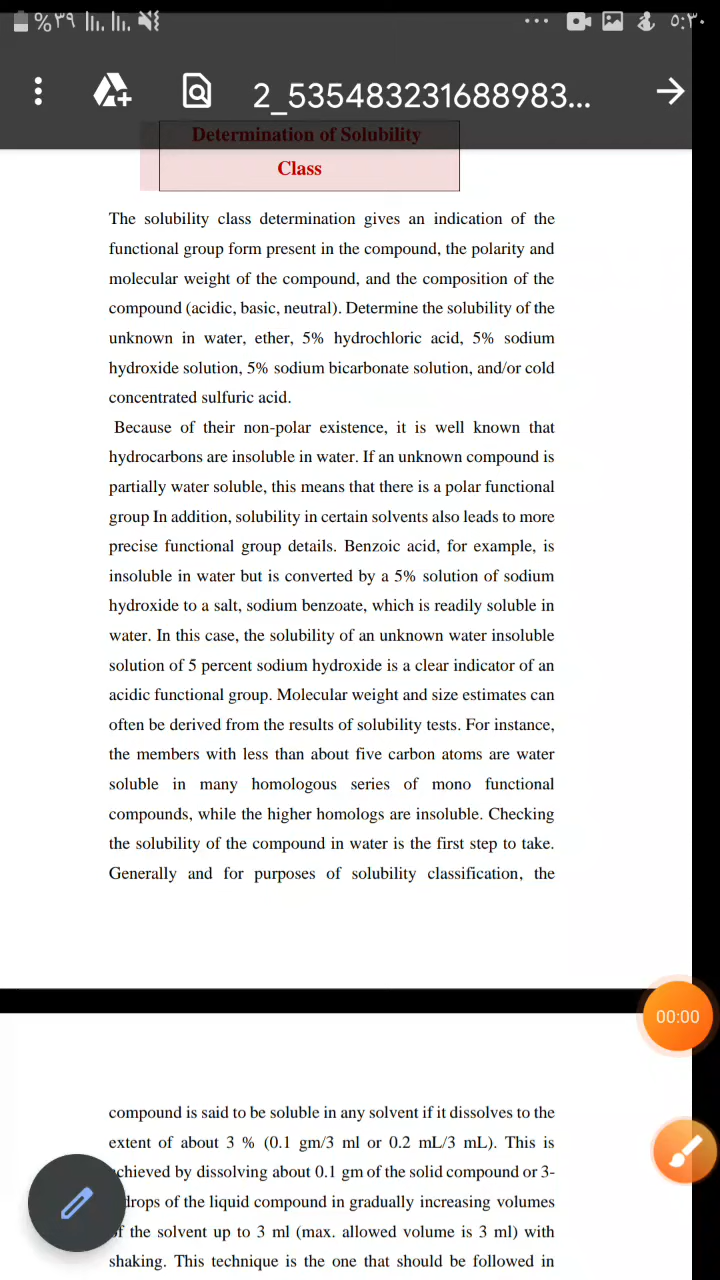 %٣٩
٥:٣٠
2_535483231688983...
Determination of Solubility
Class
The solubility class determination gives an indication of the
functional group form present in the compound, the polarity and
molecular weight of the compound, and the composition of the
compound (acidic, basic, neutral). Determine the solubility of the
unknown in water, ether, 5% hydrochloric acid, 5% sodium
hydroxide solution, 5% sodium bicarbonate solution, and/or cold
concentrated sulfuric acid.
Because of their non-polar existence, it is well known that
hydrocarbons are insoluble in water. If an unknown compound is
partially water soluble, this means that there is a polar functional
group In addition, solubility in certain solvents also leads to more
precise functional group details. Benzoic acid, for example, is
insoluble in water but is converted by a 5% solution of sodium
hydroxide to a salt, sodium benzoate, which is readily soluble in
water. In this case, the solubility of an unknown water insoluble
solution of 5 percent sodium hydroxide is a clear indicator of an
acidic functional group. Molecular weight and size estimates can
often be derived from the results of solubility tests. For instance,
the members with less than about five carbon atoms are water
soluble in many homologous series of mono functional
compounds, while the higher homologs are insoluble. Checking
the solubility of the compound in water is the first step to take.
Generally and for purposes of solubility classification, the
00:00
compound is said to be soluble in any solvent if it dissolves to the
extent of about 3 % (0.1 gm/3 ml or 0.2 mL/3 mL). This is
chieved by dissolving about 0.1 gm of the solid compound or 3-
drops of the liquid compound in gradually increasing volumes
f the solvent up to 3 ml (max. allowed volume is 3 ml) with
shaking. This technique is the one that should be followed in